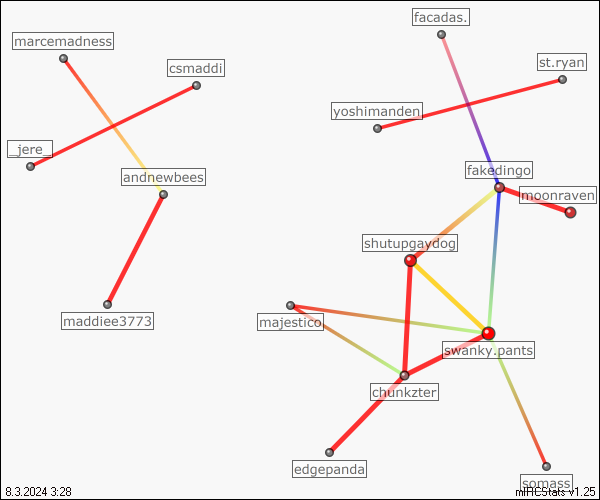 facadas.
marcemadness
st.ryan
csmaddi
yoshimanden
_jere_
fakedingo
andnewbees
moonraven
shutupgaydog
maddiee3773
majestico
swanky.pants
chunkzter
edgepanda
somass
8.3.2024 3:28
mIRCStats v1.25